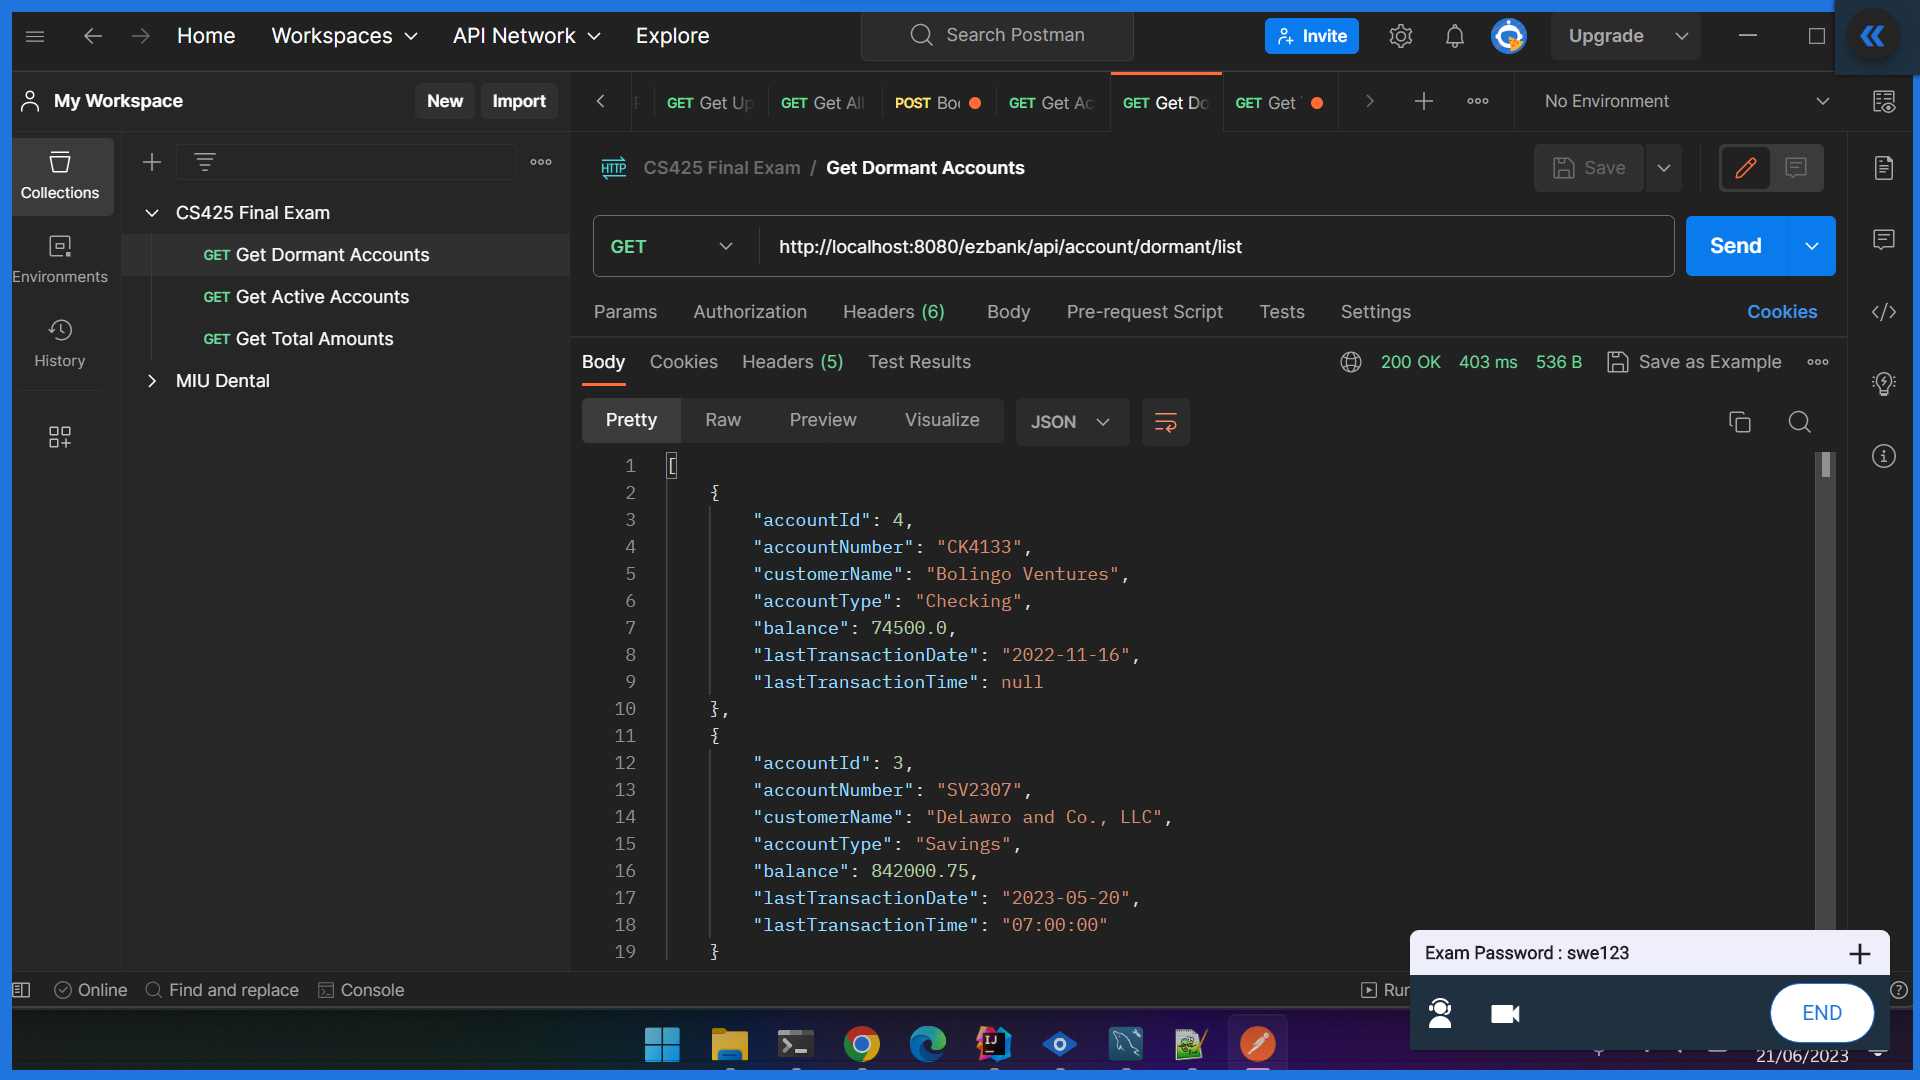 Home
Workspaces
API Network
Explore
Search Postman
Invite
Upgrade
My Workspace
New
Import
GET Get Up
GET Get All
POST Bo
GET Get Ac
GET Get Do
GET Get
No Environment
Collections
Environments
History
CS425 Final Exam
GET Get Dormant Accounts
GET Get Active Accounts
GET Get Total Amounts
MIU Dental
HTTP CS425 Final Exam / Get Dormant Accounts
Save
GET
http://localhost:8080/ezbank/api/account/dormant/list
Send
Params
Authorization
Headers (6)
Body
Pre-request Script
Tests
Settings
Cookies
Body
Cookies
Headers (5)
Test Results
200 OK
403 ms
536 B
Save as Example
Pretty
Raw
Preview
Visualize
JSON
1 [
2 {
3 "accountId": 4,
4 "accountNumber": "CK4133",
5 "customerName": "Bolingo Ventures",
6 "accountType": "Checking",
7 "balance": 74500.0,
8 "lastTransactionDate": "2022-11-16",
9 "lastTransactionTime": null
10 },
11 {
12 "accountId": 3,
13 "accountNumber": "SV2307",
14 "customerName": "DeLawro and Co., LLC",
15 "accountType": "Savings",
16 "balance": 842000.75,
17 "lastTransactionDate": "2023-05-20",
18 "lastTransactionTime": "07:00:00"
19 }
Exam Password : swe123
END
Online
Find and replace
Console
Run
IJ
21/06/2023